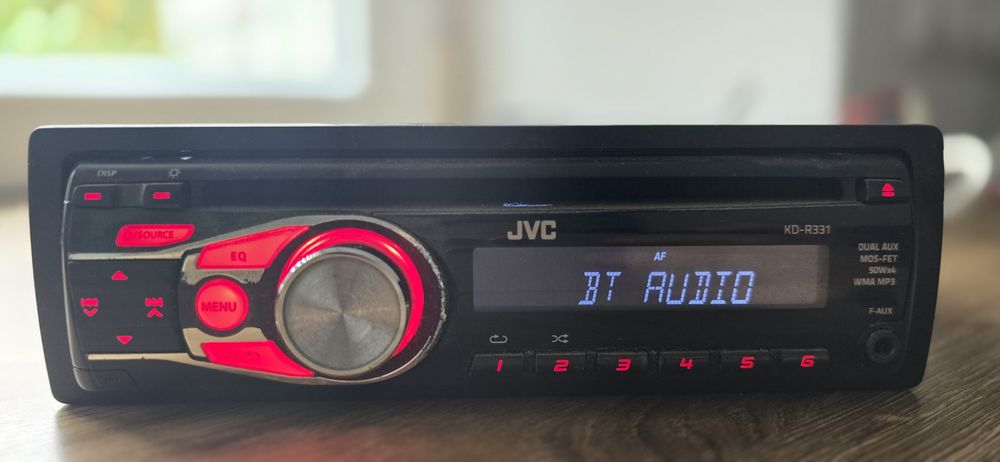 DISP
JVC
KD-R331
/SOURCE
EQ
DUAL AUX
MOS-FET
50Wx4
WMA MP3
AF
BT AUDIO
MENU
F-AUX
1 2 3 4 5 6